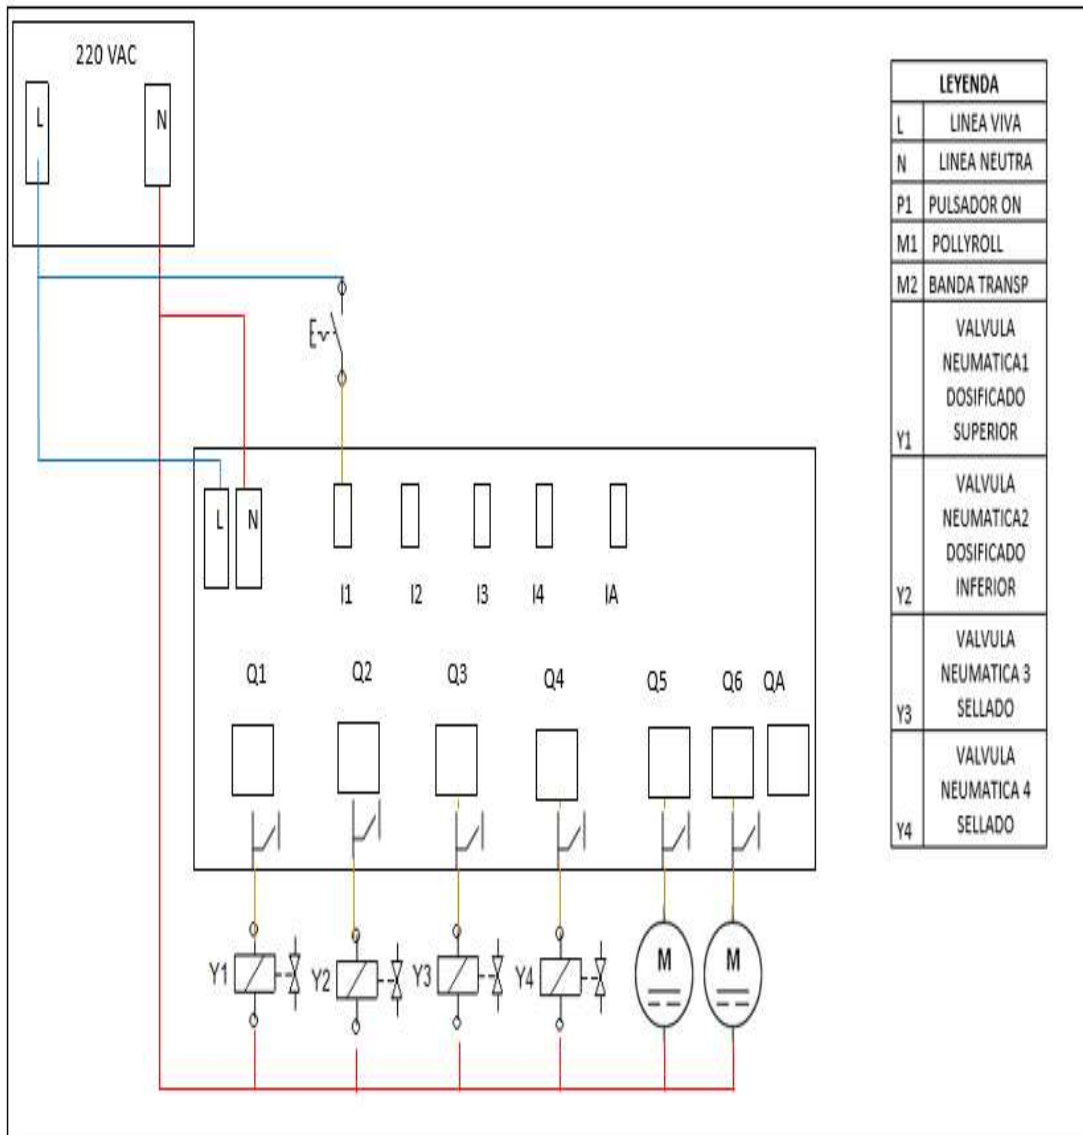 220 VAC
L
N
L
N
I1 I2 I3 I4 IA
Q1 Q2 Q3 Q4 Q5 Q6 QA
Y1 Y2 Y3 Y4 M M
LEYENDA
L LINEA VIVA
N LINEA NEUTRA
P1 PULSADOR ON
M1 POLLYROLL
M2 BANDA TRANSP
VALVULA
NEUMATICA1
DOSIFICADO
Y1 SUPERIOR
VALVULA
NEUMATICA2
DOSIFICADO
Y2 INFERIOR
VALVULA
NEUMATICA 3
Y3 SELLADO
VALVULA
NEUMATICA 4
Y4 SELLADO